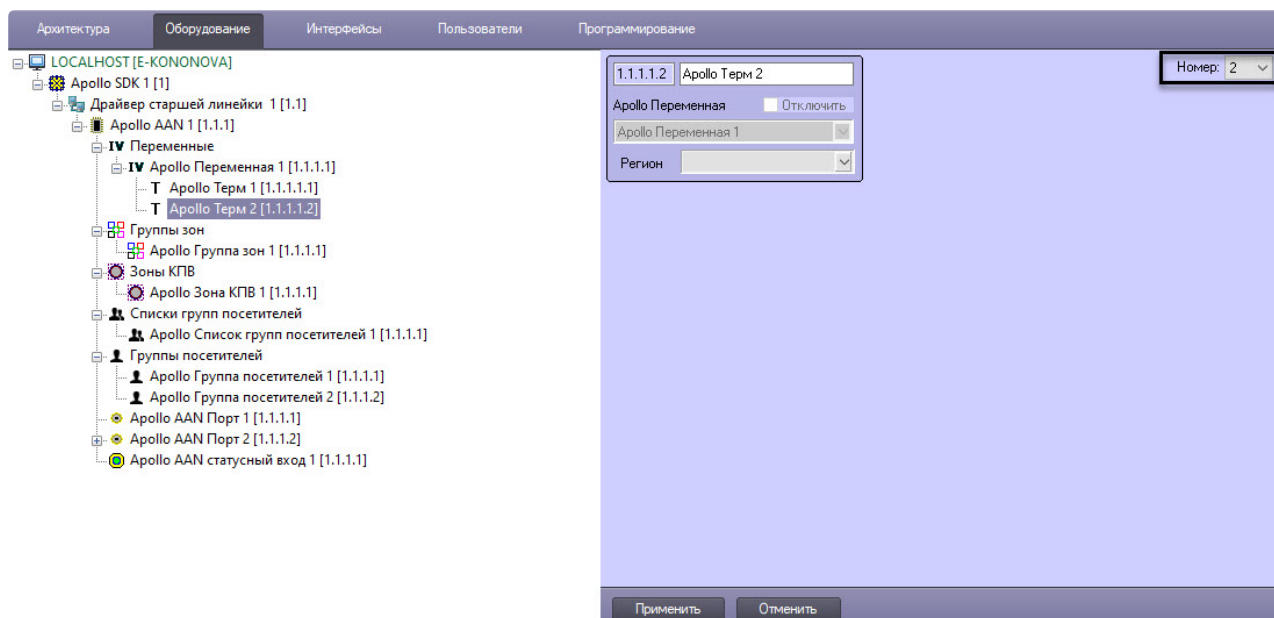 Архитектура Оборудование Интерфейсы Пользователи Программирование
LOCALHOST [E-KONONOVA]
Apollo SDK 1 [1]
Драйвер старшей линейки 1 [1.1]
Apollo AAN 1 [1.1.1]
IV Переменные
IV Apollo Переменная 1 [1.1.1.1]
T Apollo Терм 1 [1.1.1.1.1]
T Apollo Терм 2 [1.1.1.1.2]
Группы зон
Apollo Группа зон 1 [1.1.1.1]
Зоны КПВ
Apollo Зона КПВ 1 [1.1.1.1]
Списки групп посетителей
Apollo Список групп посетителей 1 [1.1.1.1]
Группы посетителей
Apollo Группа посетителей 1 [1.1.1.1]
Apollo Группа посетителей 2 [1.1.1.2]
Apollo AAN Порт 1 [1.1.1.1]
Apollo AAN Порт 2 [1.1.1.2]
Apollo AAN статусный вход 1 [1.1.1.1]
1.1.1.1.2 Apollo Терм 2
Apollo Переменная Отключить
Apollo Переменная 1
Регион
Номер: 2
Применить Отменить